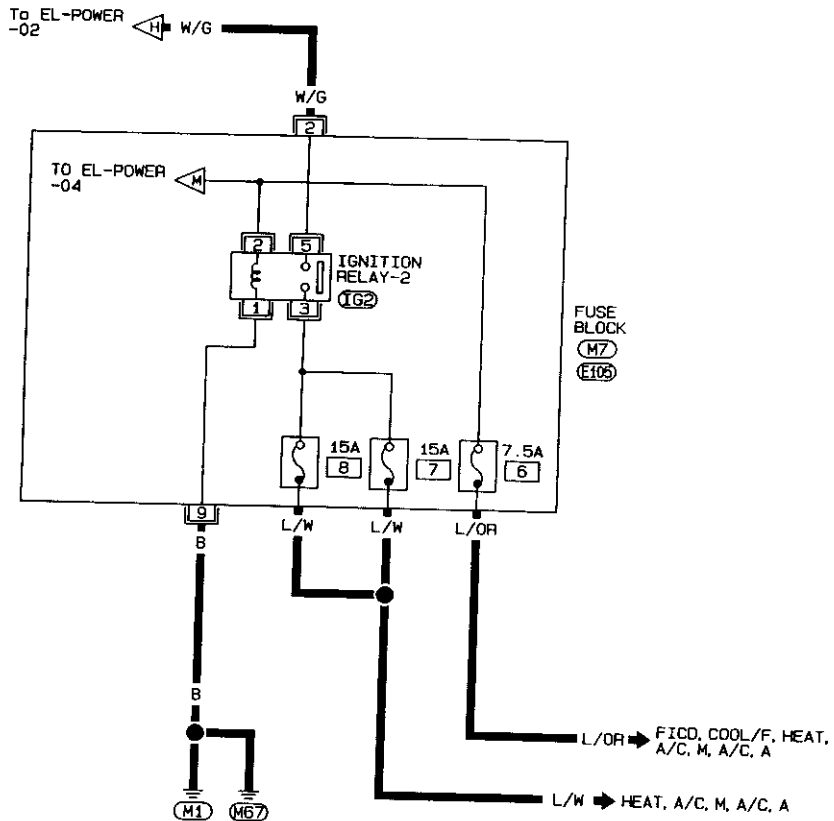 To EL-POWER
-02
H
W/G
W/G
2
TO EL-POWER
-04
M
2
5
IGNITION
RELAY-2
IG2
1
3
FUSE
BLOCK
M7
E105
15A
8
15A
7
7.5A
6
9
L/W
L/W
L/OR
B
B
L/OR
FICD, COOL/F, HEAT,
A/C, M, A/C, A
M1
M67
L/W
HEAT, A/C, M, A/C, A